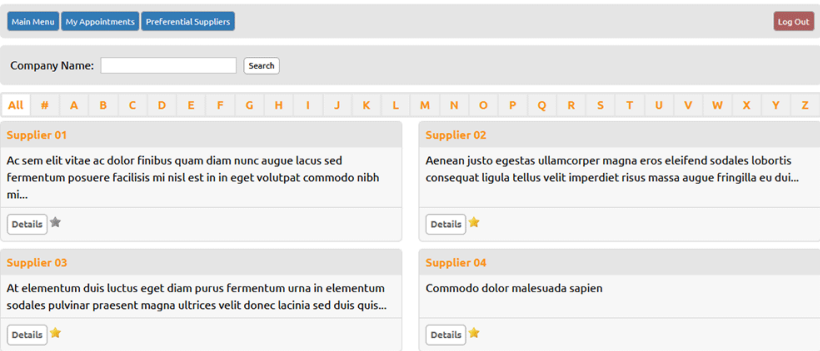 Main Menu My Appointments Preferential Suppliers Log Out
Company Name: Search
All # A B C D E F G H I J K L M N O P Q R S T U V W X Y Z
Supplier 01
Ac sem elit vitae ac dolor finibus quam diam nunc augue lacus sed
fermentum posuere facilisis mi nisl est in in eget volutpat commodo nibh
mi...
Details
Supplier 02
Aenean justo egestas ullamcorper magna eros eleifend sodales lobortis
consequat ligula tellus velit imperdiet risus massa augue fringilla eu dui...
Details
Supplier 03
At elementum duis luctus eget diam purus fermentum urna in elementum
sodales pulvinar praesent magna ultrices velit donec lacinia sed duis quis...
Details
Supplier 04
Commodo dolor malesuada sapien
Details